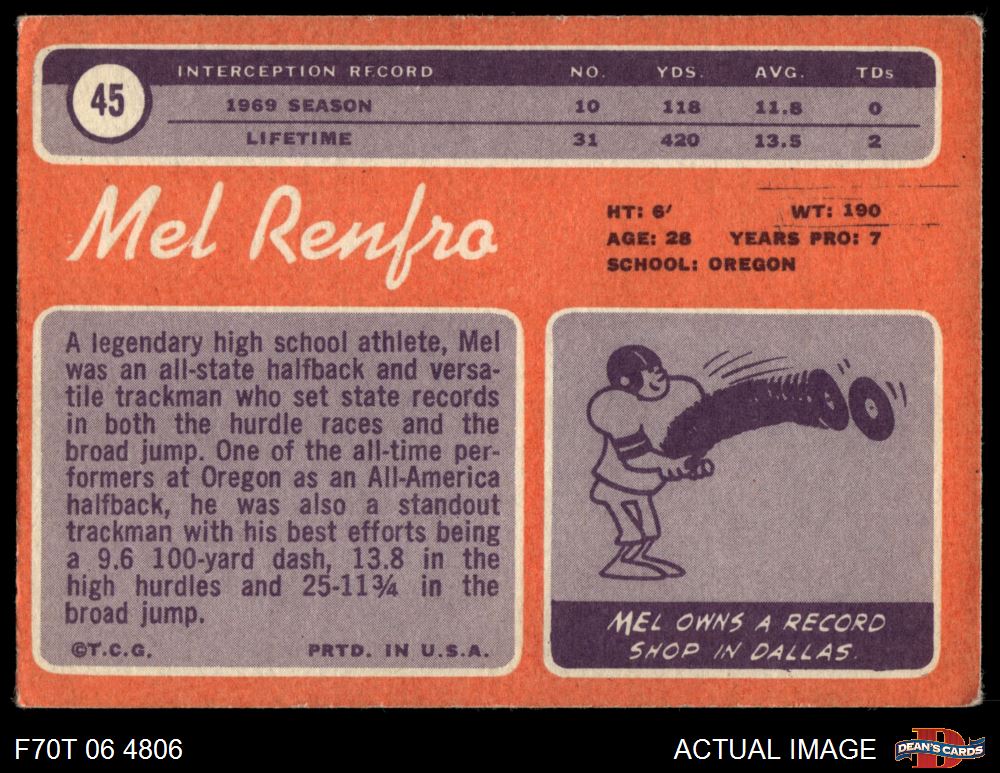 45
INTERCEPTION RECORD NO. YDS. AVG. TDs
1969 SEASON 10 118 11.8 0
LIFETIME 31 420 13.5 2
Mel Renfro
HT: 6' WT: 190
AGE: 28 YEARS PRO: 7
SCHOOL: OREGON
A legendary high school athlete, Mel
was an all-state halfback and versa-
tile trackman who set state records
in both the hurdle races and the
broad jump. One of the all-time per-
formers at Oregon as an All-America
halfback, he was also a standout
trackman with his best efforts being
a 9.6 100-yard dash, 13.8 in the
high hurdles and 25-11¾ in the
broad jump.
©T.C.G. PRTD. IN U.S.A.
MEL OWNS A RECORD
SHOP IN DALLAS.
F70T 06 4806
ACTUAL IMAGE
DEAN'S CARDS